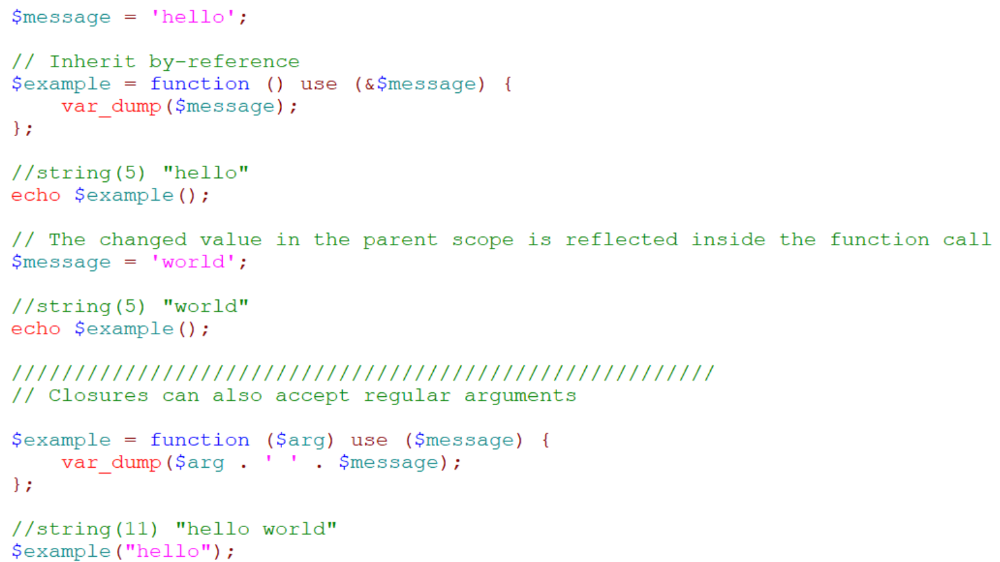 $message = 'hello';
// Inherit by-reference
$example = function () use (&$message) {
var_dump($message);
};
//string(5) "hello"
echo $example();
// The changed value in the parent scope is reflected inside the function call
$message = 'world';
//string(5) "world"
echo $example();
////////////////////////////////////////////////////////
// Closures can also accept regular arguments
$example = function ($arg) use ($message) {
var_dump($arg . ' ' . $message);
};
//string(11) "hello world"
$example("hello");